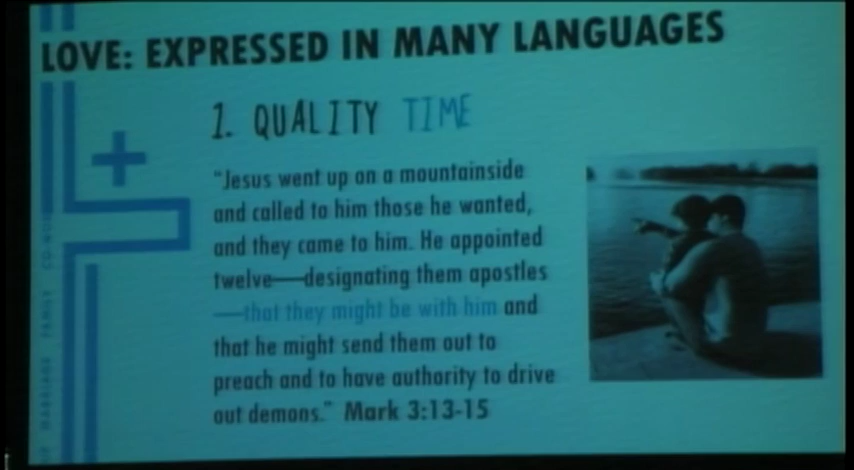 LOVE: EXPRESSED IN MANY LANGUAGES
1. QUALITY TIME
"Jesus went up on a mountainside
and called to him those he wanted,
and they came to him. He appointed
twelve—designating them apostles
—that they might be with him and
that he might send them out to
preach and to have authority to drive
out demons." Mark 3:13-15
MARRIAGE FAMILY